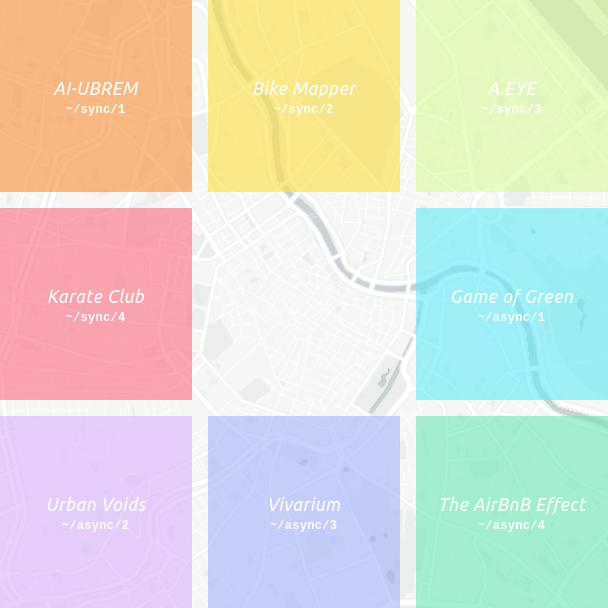 AI-UBREM
~/sync/1
Bike Mapper
~/sync/2
A.EYE
~/sync/3
Karate Club
~/sync/4
Game of Green
~/async/1
Urban Voids
~/async/2
Vivarium
~/async/3
The AirBnB Effect
~/async/4